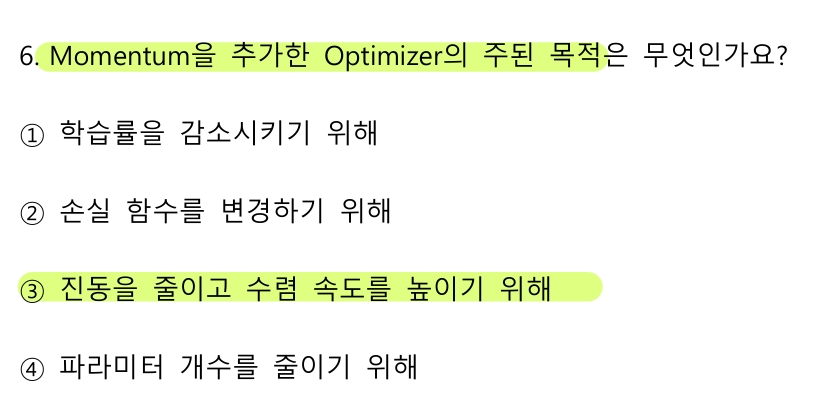 6. Momentum을 추가한 Optimizer의 주된 목적은 무엇인가요?
① 학습률을 감소시키기 위해
② 손실 함수를 변경하기 위해
③ 진동을 줄이고 수렴 속도를 높이기 위해
④ 파라미터 개수를 줄이기 위해